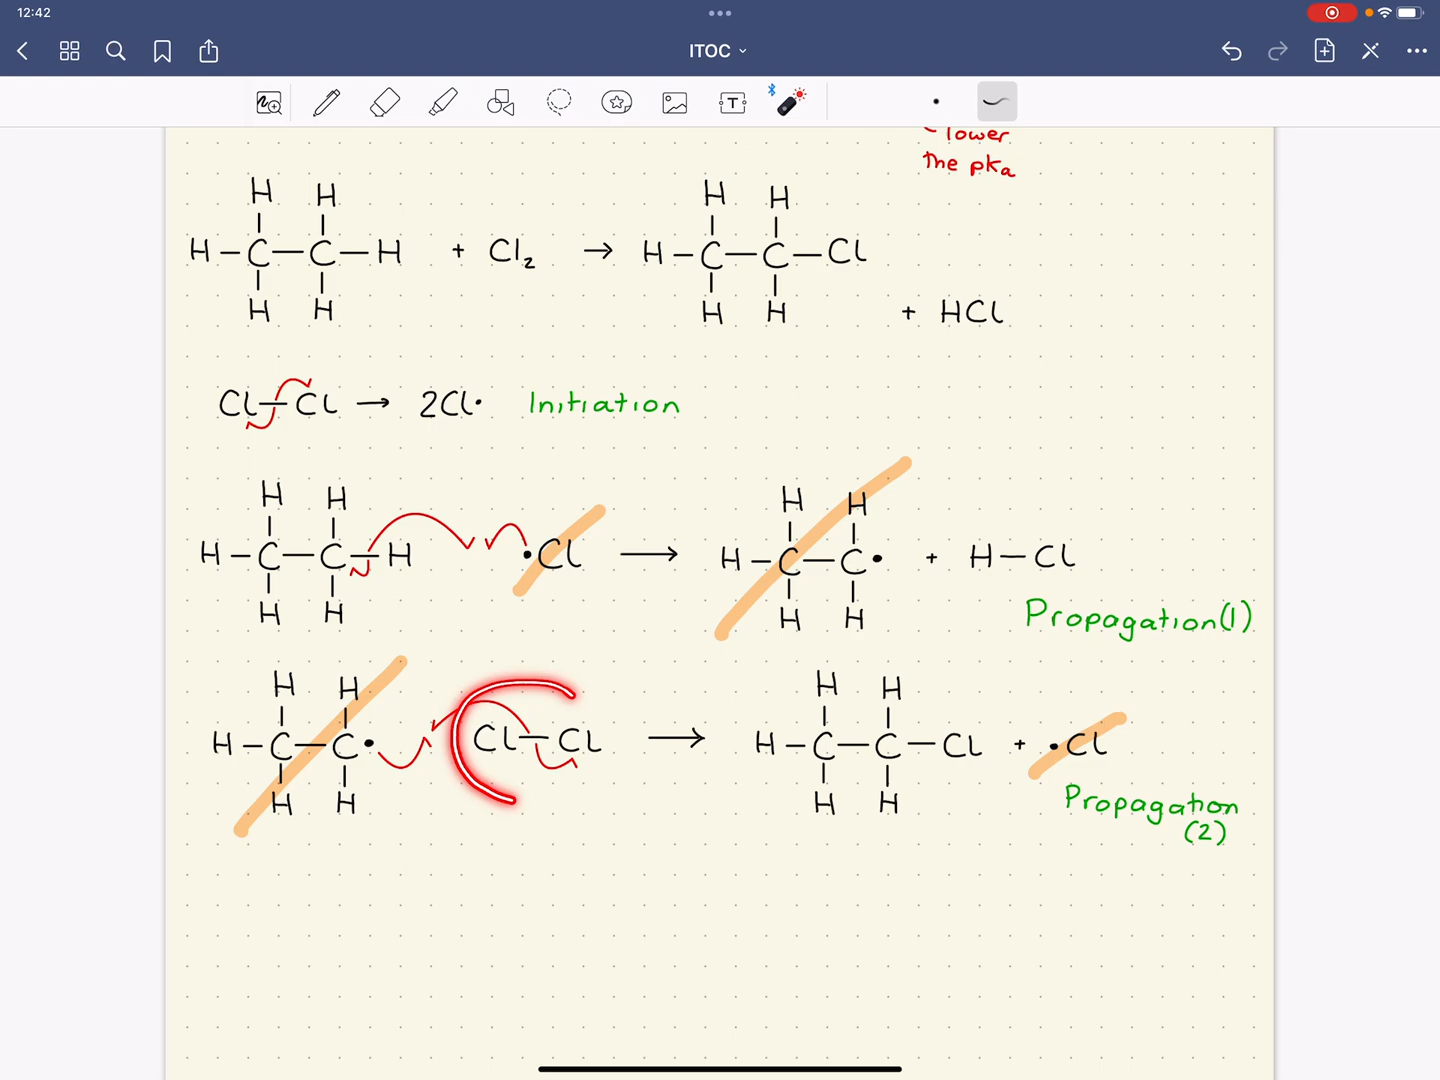 12:42
ITOC
T
lower
the pka
H H H H
H–C–C–H + Cl₂ → H–C–C–Cl
H H H H + HCl
Cl–Cl → 2Cl• Initiation
H H H H
H–C–C–H •Cl → H–C–C• + H–Cl
H H H H Propagation(1)
H H H H
H–C–C• Cl–Cl → H–C–C–Cl + •Cl
H H H H Propagation
(2)